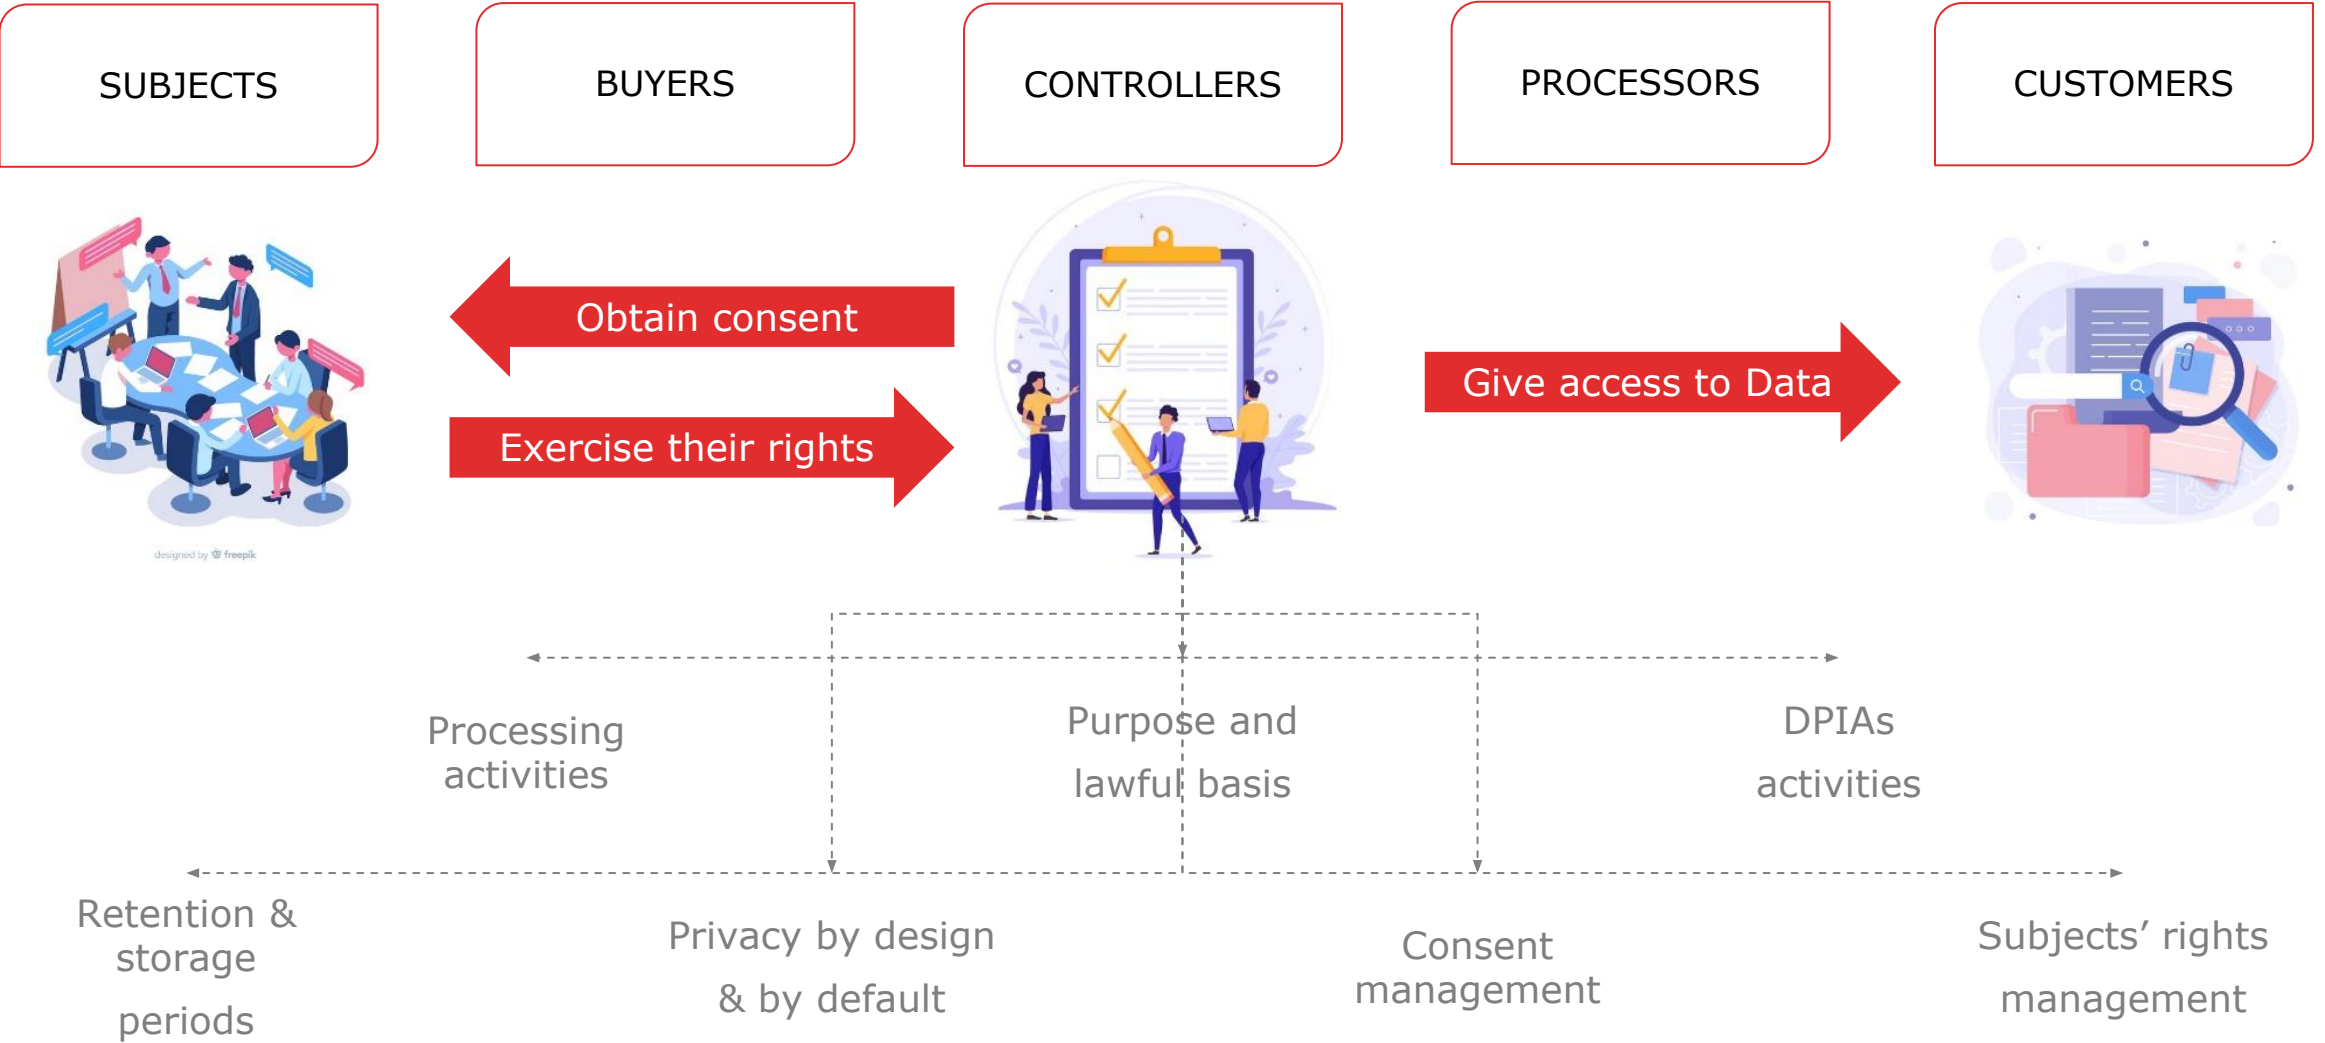 SUBJECTS
BUYERS
CONTROLLERS
PROCESSORS
CUSTOMERS
Obtain consent
Exercise their rights
Give access to Data
designed by freepik
Processing
activities
Purpose and
lawful basis
DPIAs
activities
Retention &
storage
periods
Privacy by design
& by default
Consent
management
Subjects’ rights
management